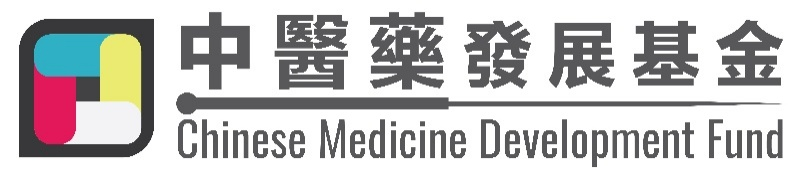 中醫藥發展基金
Chinese Medicine Development Fund